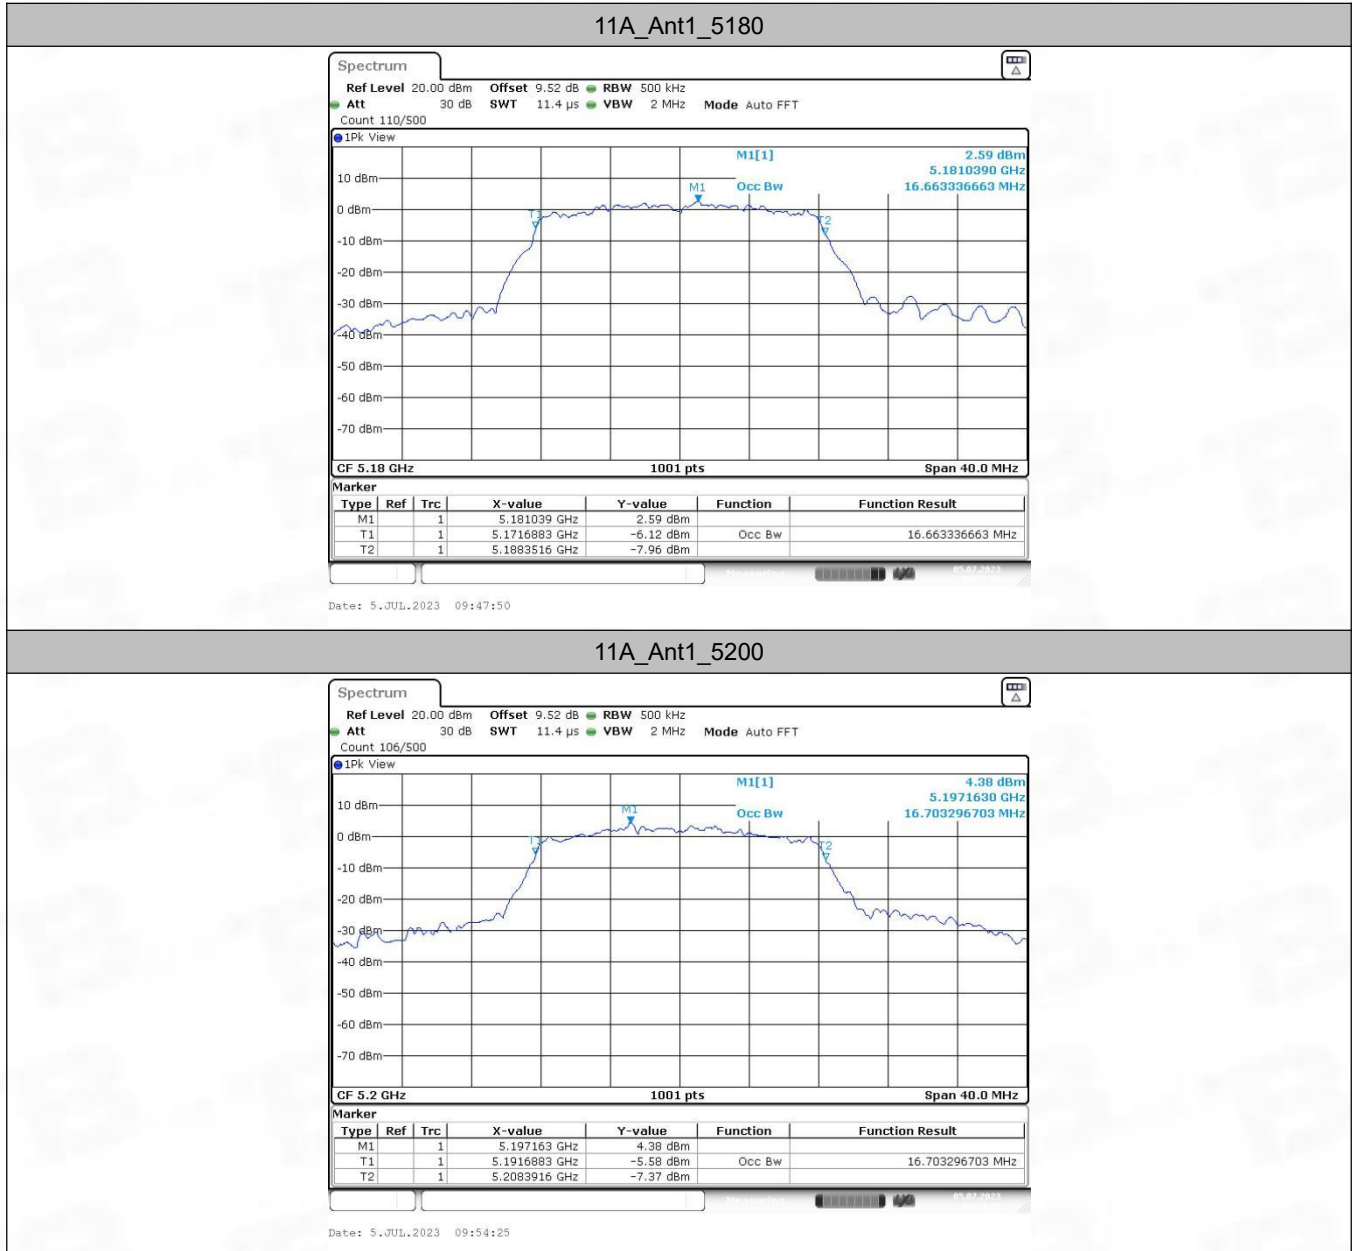 11A_Ant1_5180
Spectrum
Ref Level 20.00 dBm Offset 9.52 dB RBW 500 kHz
Att 30 dB SWT 11.4 µs VBW 2 MHz Mode Auto FFT
Count 110/500
1Pk View
M1[1] 2.59 dBm
5.1810390 GHz
Occ Bw 16.663336663 MHz
M1
T1
T2
10 dBm
0 dBm
-10 dBm
-20 dBm
-30 dBm
-40 dBm
-50 dBm
-60 dBm
-70 dBm
CF 5.18 GHz 1001 pts Span 40.0 MHz
Marker
Type Ref Trc X-value Y-value Function Function Result
M1 1 5.181039 GHz 2.59 dBm
T1 1 5.1716883 GHz -6.12 dBm Occ Bw 16.663336663 MHz
T2 1 5.1883516 GHz -7.96 dBm
Measuring 05.07.2023
Date: 5.JUL.2023 09:47:50
11A_Ant1_5200
Spectrum
Ref Level 20.00 dBm Offset 9.52 dB RBW 500 kHz
Att 30 dB SWT 11.4 µs VBW 2 MHz Mode Auto FFT
Count 106/500
1Pk View
M1[1] 4.38 dBm
5.1971630 GHz
Occ Bw 16.703296703 MHz
M1
T1
T2
10 dBm
0 dBm
-10 dBm
-20 dBm
-30 dBm
-40 dBm
-50 dBm
-60 dBm
-70 dBm
CF 5.2 GHz 1001 pts Span 40.0 MHz
Marker
Type Ref Trc X-value Y-value Function Function Result
M1 1 5.197163 GHz 4.38 dBm
T1 1 5.1916883 GHz -5.58 dBm Occ Bw 16.703296703 MHz
T2 1 5.2083916 GHz -7.37 dBm
Measuring 05.07.2023
Date: 5.JUL.2023 09:54:25